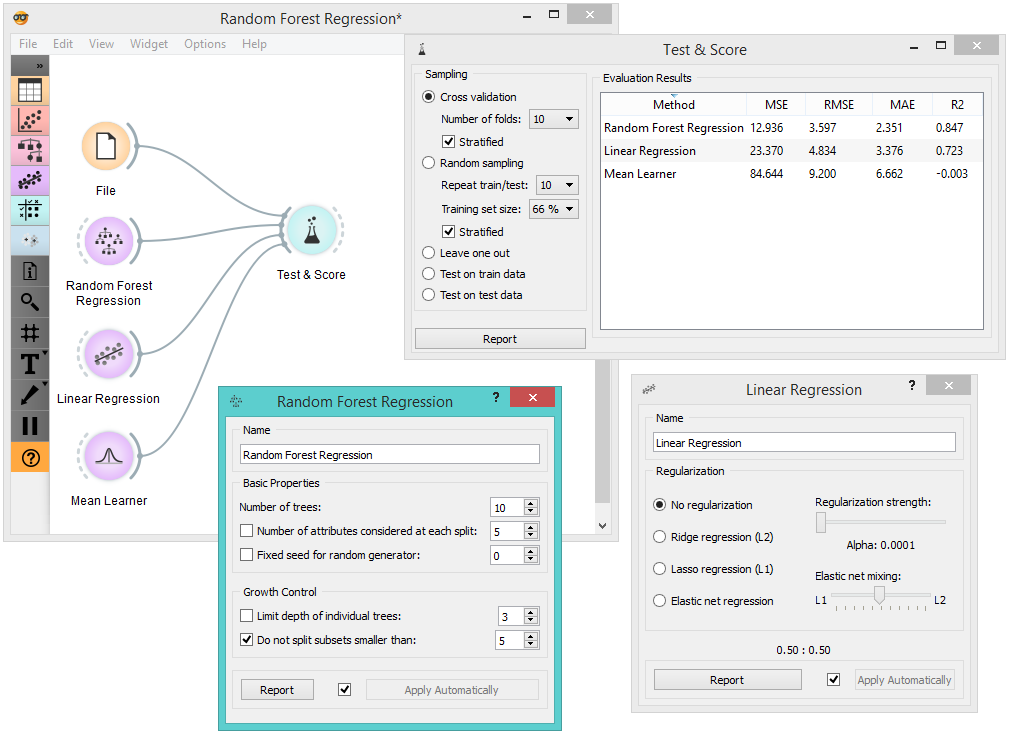 Random Forest Regression*
File Edit View Widget Options Help
»
File
Random Forest
Regression
Linear Regression
Mean Learner
Test & Score
Test & Score
Sampling
Cross validation
Number of folds: 10
Stratified
Random sampling
Repeat train/test: 10
Training set size: 66 %
Stratified
Leave one out
Test on train data
Test on test data
Report
Evaluation Results
Method MSE RMSE MAE R2
Random Forest Regression 12.936 3.597 2.351 0.847
Linear Regression 23.370 4.834 3.376 0.723
Mean Learner 84.644 9.200 6.662 -0.003
Random Forest Regression ?
Name
Random Forest Regression
Basic Properties
Number of trees: 10
Number of attributes considered at each split: 5
Fixed seed for random generator: 0
Growth Control
Limit depth of individual trees: 3
Do not split subsets smaller than: 5
Report Apply Automatically
Linear Regression ?
Name
Linear Regression
Regularization
No regularization
Ridge regression (L2)
Lasso regression (L1)
Elastic net regression
Regularization strength:
Alpha: 0.0001
Elastic net mixing:
L1 L2
0.50 : 0.50
Report Apply Automatically